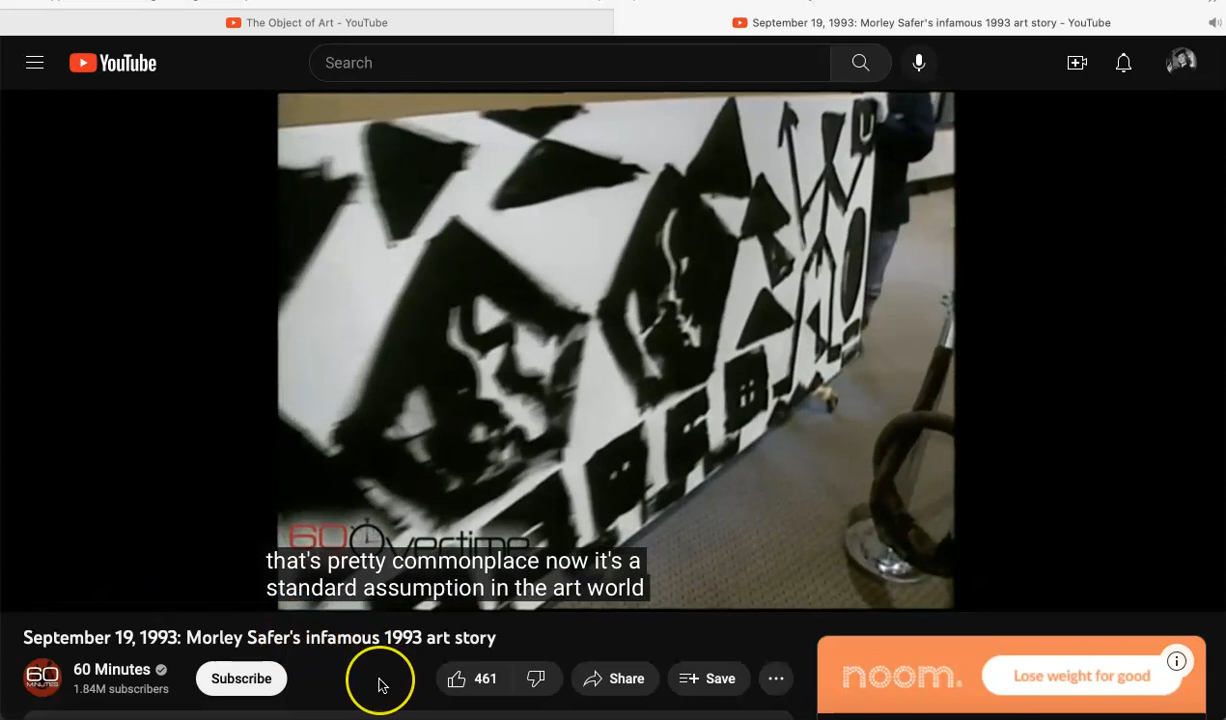 The Object of Art - YouTube
September 19, 1993: Morley Safer's infamous 1993 art story - YouTube
YouTube
Search
60 Overtime
that's pretty commonplace now it's a
standard assumption in the art world
September 19, 1993: Morley Safer's infamous 1993 art story
60 MINUTES
60 Minutes
1.84M subscribers
Subscribe
461
Share
Save
noom.
Lose weight for good